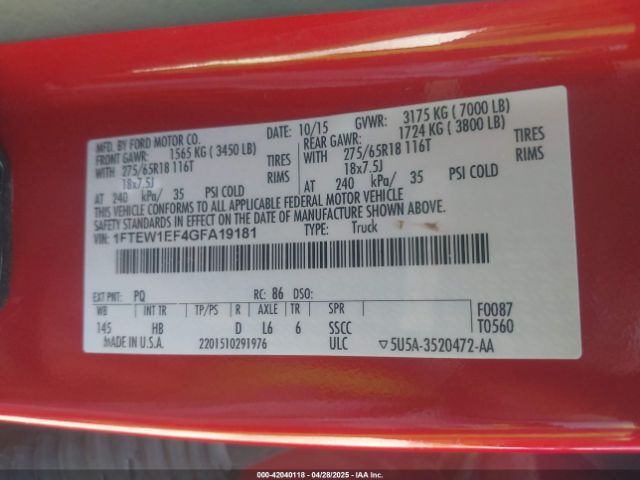 MFD. BY FORD MOTOR CO.
DATE: 10/15 GVWR: 3175 KG ( 7000 LB)
FRONT GAWR: 1565 KG ( 3450 LB)
REAR GAWR: 1724 KG ( 3800 LB)
WITH 275/65R18 116T TIRES
WITH 275/65R18 116T TIRES
18x7.5J RIMS
18x7.5J RIMS
AT 240 kPa/ 35 PSI COLD
AT 240 kPa/ 35 PSI COLD
THIS VEHICLE CONFORMS TO ALL APPLICABLE FEDERAL MOTOR VEHICLE
SAFETY STANDARDS IN EFFECT ON THE DATE OF MANUFACTURE SHOWN ABOVE.
VIN: 1FTEW1EF4GFA19181 TYPE: Truck
EXT PNT: PQ RC: 86 DSO:
WB INT TR TP/PS R AXLE TR SPR F0087
145 HB D L6 6 SSCC T0560
MADE IN U.S.A. 2201510291976 ULC ▽5U5A-3520472-AA
000-42040118 | 04/28/2025 - IAAI.COM